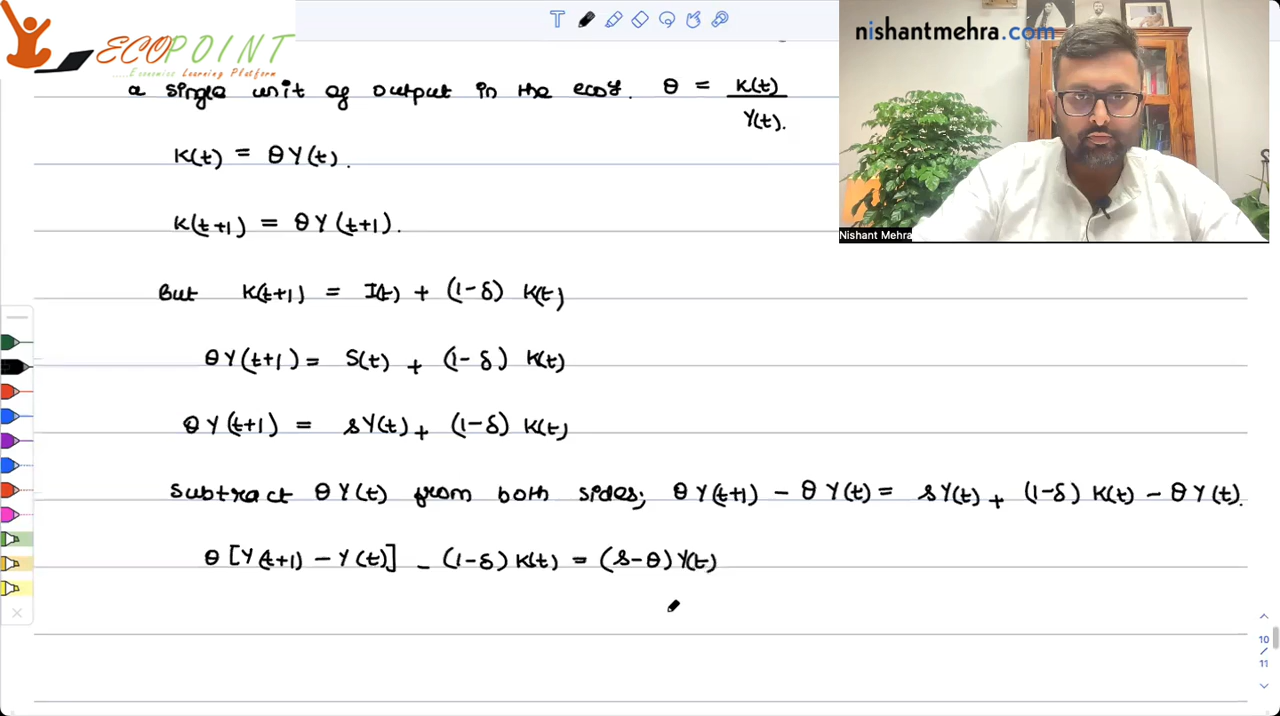 ECOPOINT
.....Economics Learning Platform
nishantmehra.com
Nishant Mehra
T
a single unit of output in the ecoy. θ = K(t) / Y(t).
K(t) = θY(t).
K(t+1) = θY(t+1).
But K(t+1) = I(t) + (1-δ) K(t)
θY(t+1) = S(t) + (1-δ) K(t)
θY(t+1) = sY(t) + (1-δ) K(t)
Subtract θY(t) from both sides; θY(t+1) - θY(t) = sY(t) + (1-δ) K(t) - θY(t).
θ[Y(t+1) - Y(t)] - (1-δ) K(t) = (s-θ) Y(t)
10
/
11